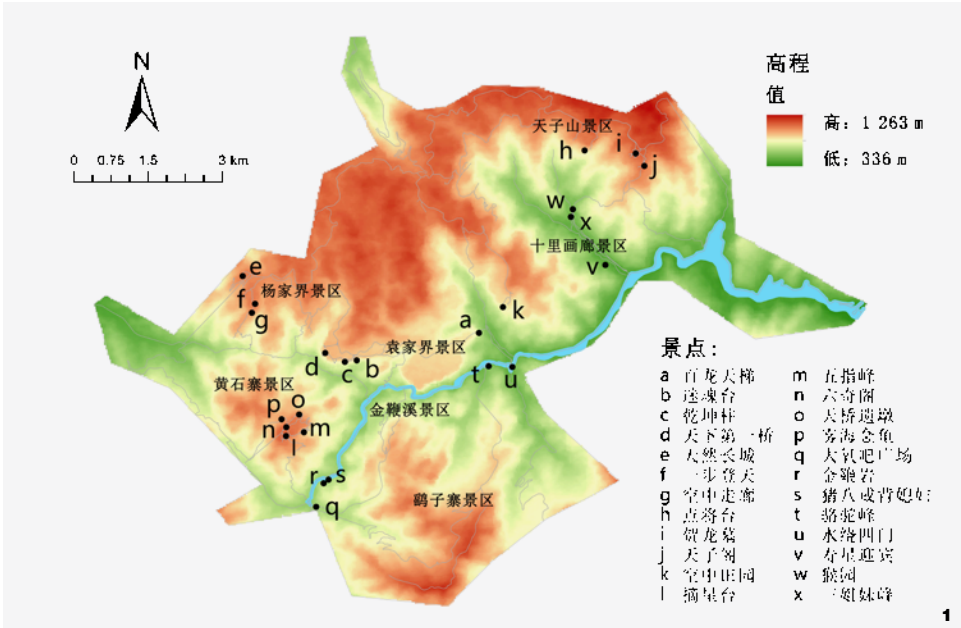 N
0 0.75 1.5 3 km
高程
值
高: 1 263 m
低: 336 m
天子山景区
h
i
j
w
x
十里画廊景区
v
e
f
杨家界景区
g
k
a
袁家界景区
d
c
b
t
u
黄石寨景区
金鞭溪景区
p
o
n
m
l
r
s
q
鹞子寨景区
景点:
a 百龙天梯
b 迷魂台
c 乾坤柱
d 天下第一桥
e 天然长城
f 一步登天
g 空中走廊
h 点将台
i 贺龙墓
j 天子阁
k 空中田园
l 摘星台
m 五指峰
n 六奇阁
o 天桥遗墩
p 雾海金龟
q 大氧吧广场
r 金鞭岩
s 猪八戒背媳妇
t 骆驼峰
u 水绕四门
v 寿星迎宾
w 猴园
x 三姐妹峰
1